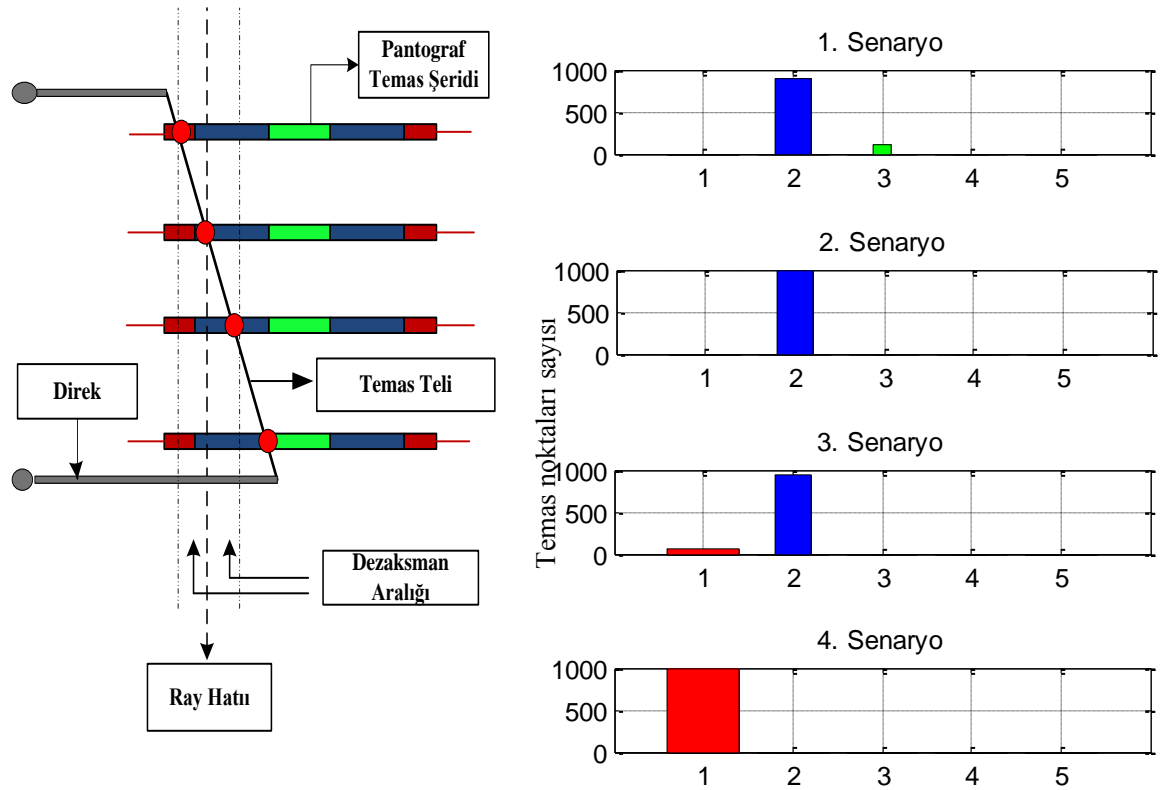 Pantograf
Temas Şeridi
Direk
Temas Teli
Dezaksman
Aralığı
Ray Hattı
Temas noktaları sayısı
1. Senaryo
1000
500
0
1 2 3 4 5
2. Senaryo
1000
500
0
1 2 3 4 5
3. Senaryo
1000
500
0
1 2 3 4 5
4. Senaryo
1000
500
0
1 2 3 4 5